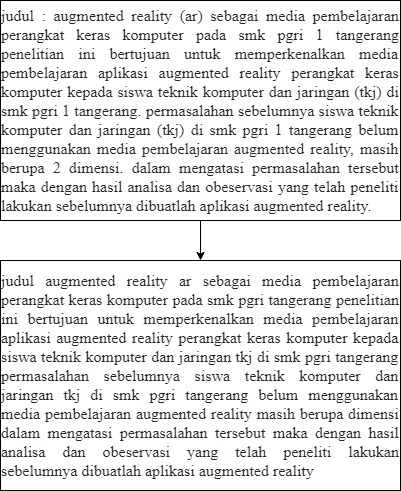 judul : augmented reality (ar) sebagai media pembelajaran
perangkat keras komputer pada smk pgri 1 tangerang
penelitian ini bertujuan untuk memperkenalkan media
pembelajaran aplikasi augmented reality perangkat keras
komputer kepada siswa teknik komputer dan jaringan (tkj) di
smk pgri 1 tangerang. permasalahan sebelumnya siswa teknik
komputer dan jaringan (tkj) di smk pgri 1 tangerang belum
menggunakan media pembelajaran augmented reality, masih
berupa 2 dimensi. dalam mengatasi permasalahan tersebut
maka dengan hasil analisa dan obeservasi yang telah peneliti
lakukan sebelumnya dibuatlah aplikasi augmented reality.
judul augmented reality ar sebagai media pembelajaran
perangkat keras komputer pada smk pgri tangerang penelitian
ini bertujuan untuk memperkenalkan media pembelajaran
aplikasi augmented reality perangkat keras komputer kepada
siswa teknik komputer dan jaringan tkj di smk pgri tangerang
permasalahan sebelumnya siswa teknik komputer dan
jaringan tkj di smk pgri tangerang belum menggunakan
media pembelajaran augmented reality masih berupa dimensi
dalam mengatasi permasalahan tersebut maka dengan hasil
analisa dan obeservasi yang telah peneliti lakukan
sebelumnya dibuatlah aplikasi augmented reality